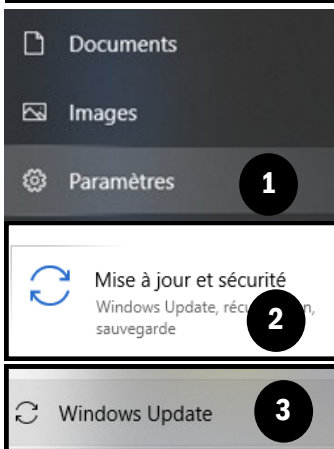 Documents
Images
Paramètres 1
Mise à jour et sécurité
Windows Update,
sauvegarde
2
Windows Update 3